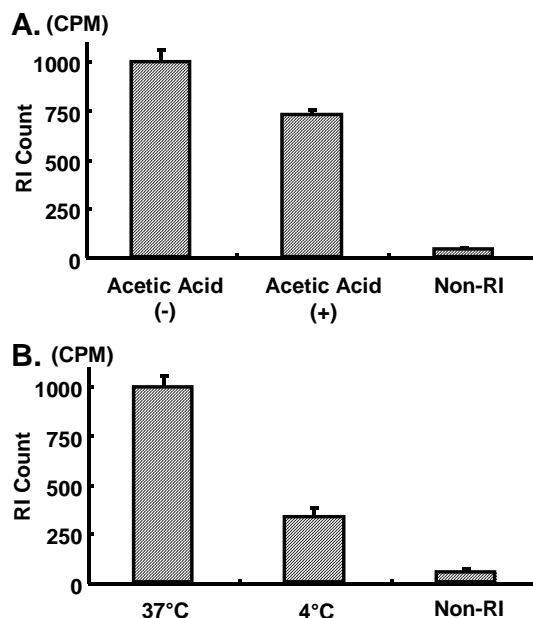 A. (CPM)
1000
750
500
250
0
RI Count
Acetic Acid (-)
Acetic Acid (+)
Non-RI
B. (CPM)
1000
750
500
250
0
RI Count
37°C
4°C
Non-RI